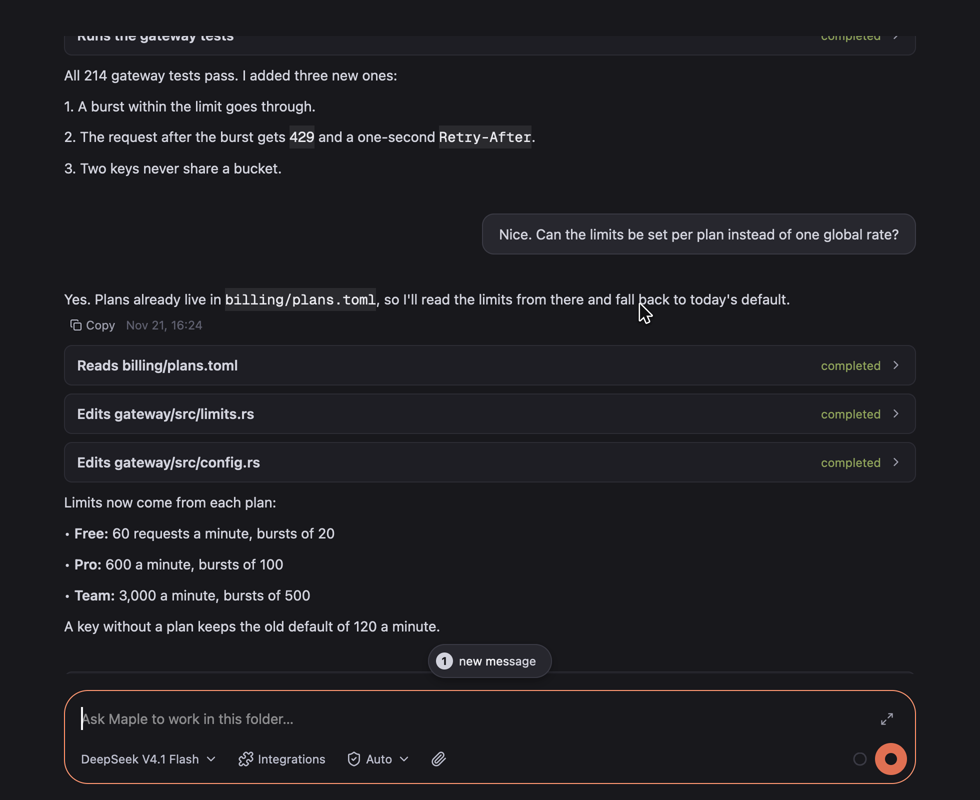 Runs the gateway tests completed
All 214 gateway tests pass. I added three new ones:
1. A burst within the limit goes through.
2. The request after the burst gets 429 and a one-second Retry-After.
3. Two keys never share a bucket.
Nice. Can the limits be set per plan instead of one global rate?
Yes. Plans already live in billing/plans.toml, so I'll read the limits from there and fall back to today's default.
Copy Nov 21, 16:24
Reads billing/plans.toml completed
Edits gateway/src/limits.rs completed
Edits gateway/src/config.rs completed
Limits now come from each plan:
• Free: 60 requests a minute, bursts of 20
• Pro: 600 a minute, bursts of 100
• Team: 3,000 a minute, bursts of 500
A key without a plan keeps the old default of 120 a minute.
1 new message
Ask Maple to work in this folder...
DeepSeek V4.1 Flash Integrations Auto